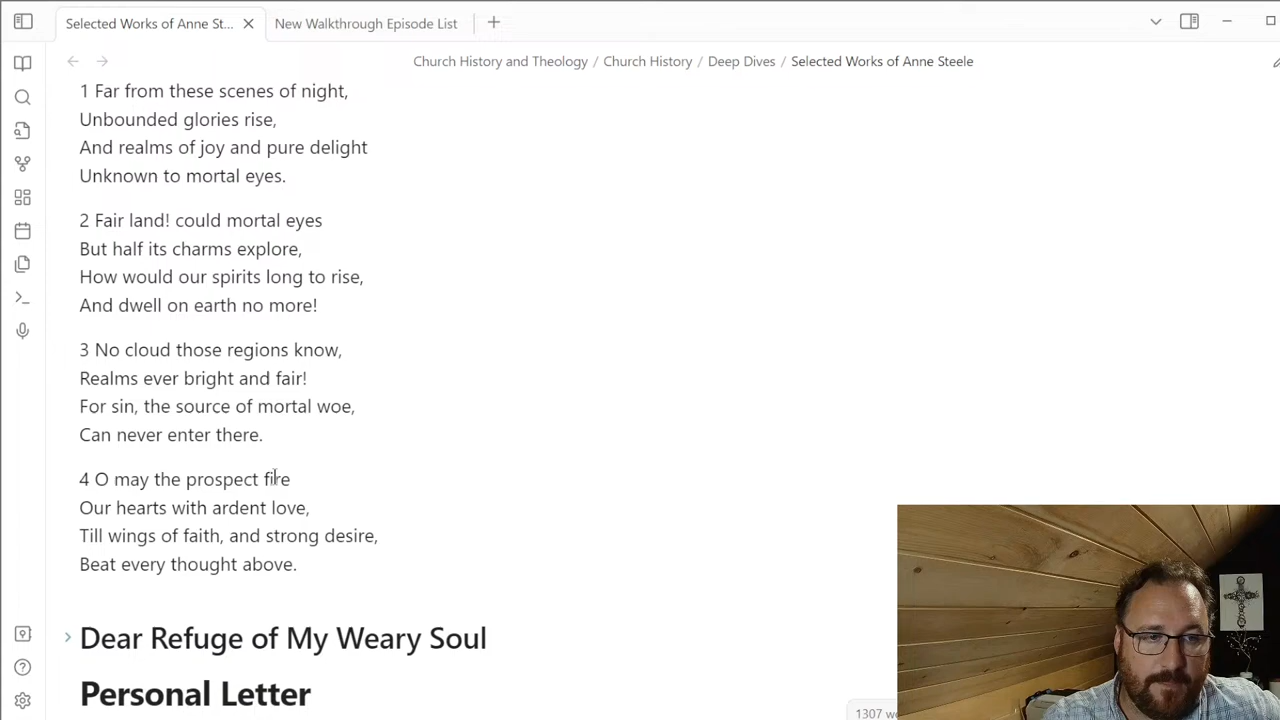 Selected Works of Anne St...
New Walkthrough Episode List
Church History and Theology / Church History / Deep Dives / Selected Works of Anne Steele
1 Far from these scenes of night,
Unbounded glories rise,
And realms of joy and pure delight
Unknown to mortal eyes.
2 Fair land! could mortal eyes
But half its charms explore,
How would our spirits long to rise,
And dwell on earth no more!
3 No cloud those regions know,
Realms ever bright and fair!
For sin, the source of mortal woe,
Can never enter there.
4 O may the prospect fire
Our hearts with ardent love,
Till wings of faith, and strong desire,
Beat every thought above.
Dear Refuge of My Weary Soul
Personal Letter
1307